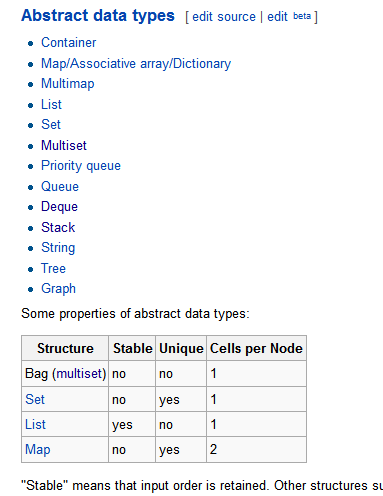 Abstract data types [ edit source | edit beta ]
Container
Map/Associative array/Dictionary
Multimap
List
Set
Multiset
Priority queue
Queue
Deque
Stack
String
Tree
Graph
Some properties of abstract data types:
Structure Stable Unique Cells per Node
Bag (multiset) no no 1
Set no yes 1
List yes no 1
Map no yes 2
"Stable" means that input order is retained. Other structures su